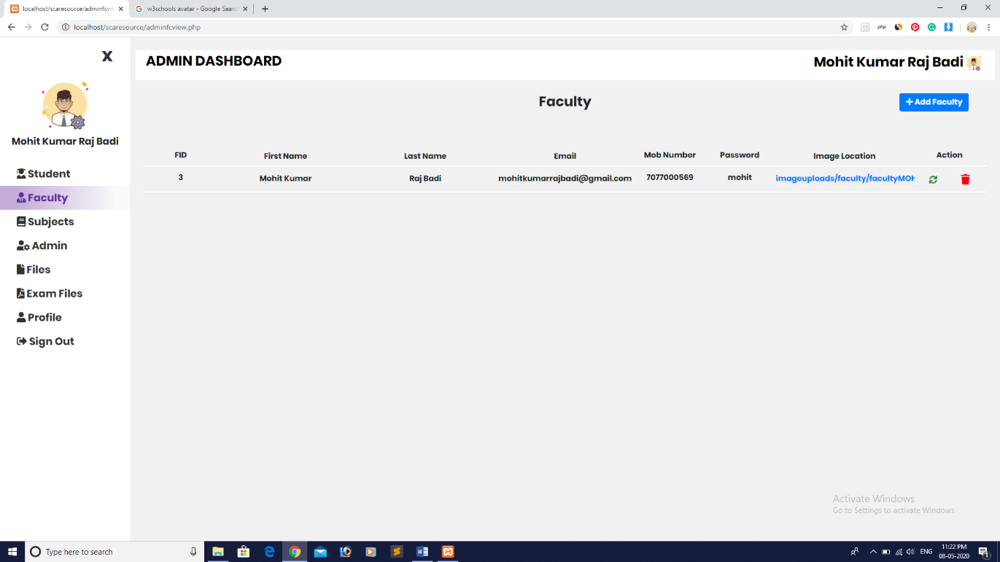 localhost/scaresource/adminfcvie
w3schools avatar - Google Searc
localhost/scaresource/adminfcview.php
php
X
Mohit Kumar Raj Badi
Student
Faculty
Subjects
Admin
Files
Exam Files
Profile
Sign Out
ADMIN DASHBOARD
Mohit Kumar Raj Badi
Faculty
Add Faculty
FID First Name Last Name Email Mob Number Password Image Location Action
3 Mohit Kumar Raj Badi mohitkumarrajbadi@gmail.com 7077000569 mohit imageuploads/faculty/facultyMOH
Activate Windows
Go to Settings to activate Windows.
Type here to search
ENG
11:22 PM
08-05-2020
1